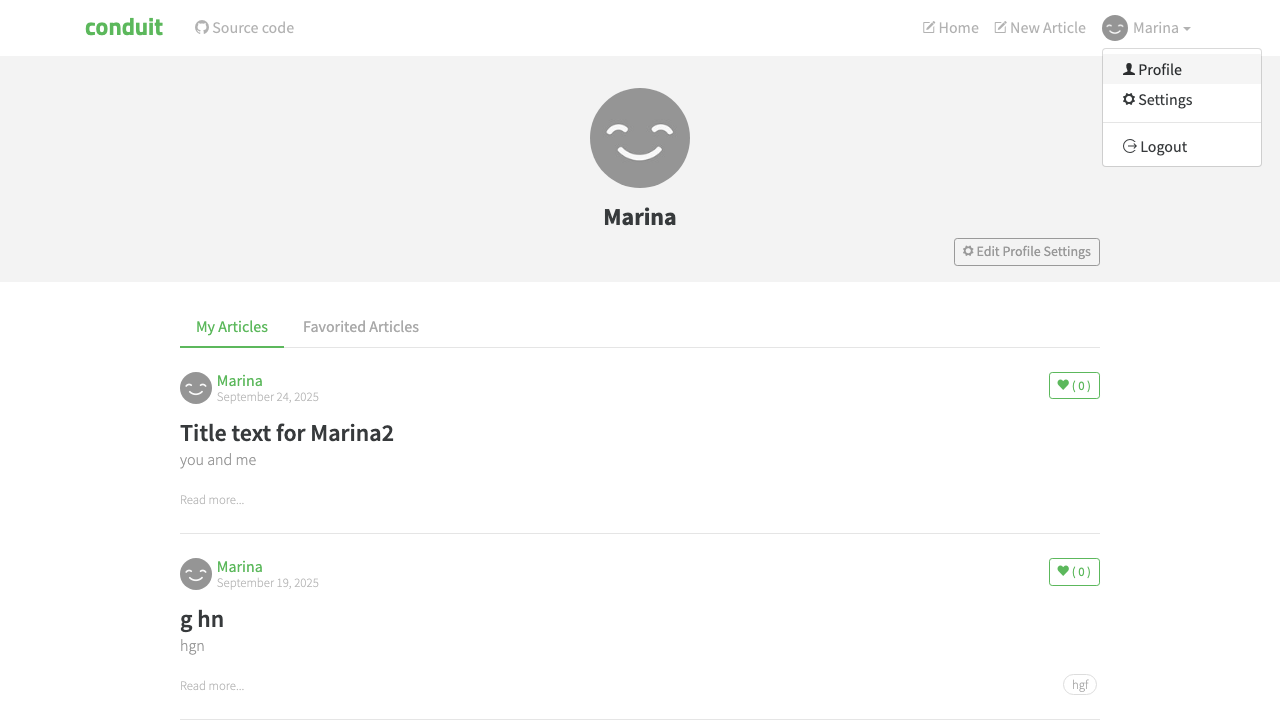 conduit
Source code
Home
New Article
Marina
Profile
Settings
Logout
Marina
Edit Profile Settings
My Articles
Favorited Articles
Marina
September 24, 2025
( 0 )
Title text for Marina2
you and me
Read more...
Marina
September 19, 2025
( 0 )
g hn
hgn
Read more...
hgf